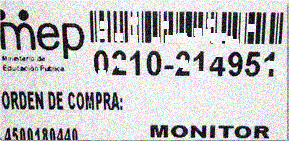 mep
Ministerio de
Educación Pública
0210-214951
ORDEN DE COMPRA:
4500180440
MONITOR